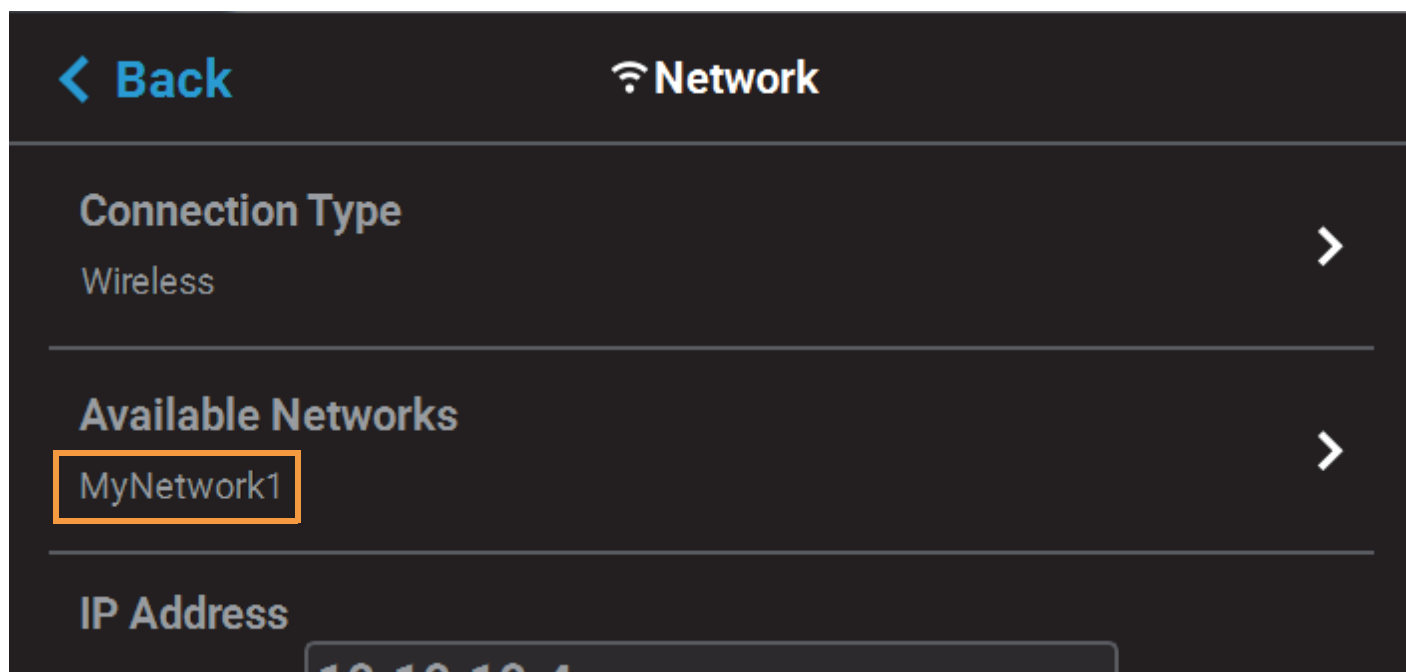 Back
Network
Connection Type
Wireless
Available Networks
MyNetwork1
IP Address